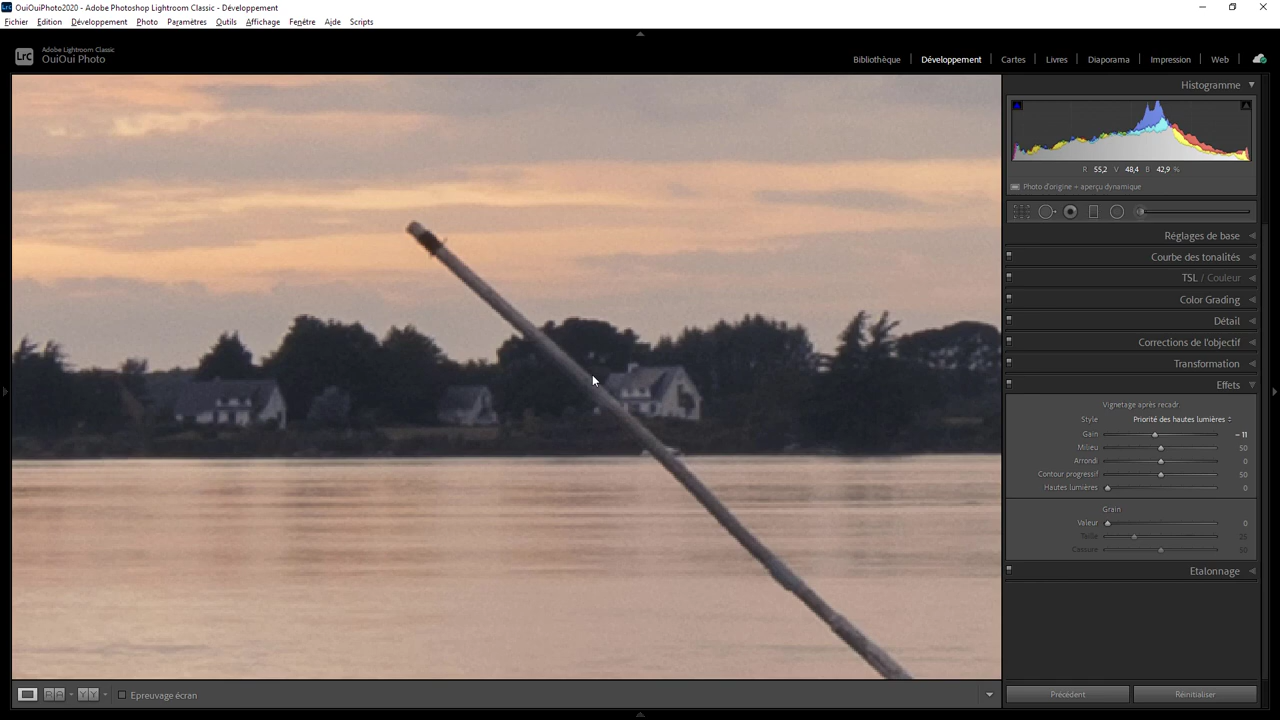 OuiOuiPhoto2020 - Adobe Photoshop Lightroom Classic - Développement
Fichier Edition Développement Photo Paramètres Outils Affichage Fenêtre Aide Scripts
Lrc
Adobe Lightroom Classic
OuiOui Photo
Bibliothèque Développement Cartes Livres Diaporama Impression Web
Histogramme
R 55,2 V 48,4 B 42,9 %
Photo d'origine + aperçu dynamique
Réglages de base
Courbe des tonalités
TSL / Couleur
Color Grading
Détail
Corrections de l'objectif
Transformation
Effets
Vignetage après recadr.
Style Priorité des hautes lumières
Gain – 11
Milieu 50
Arrondi 0
Contour progressif 50
Hautes lumières 0
Grain
Valeur 0
Taille 25
Cassure 50
Etalonnage
R A Y Y Epreuvage écran
Précédent Réinitialiser